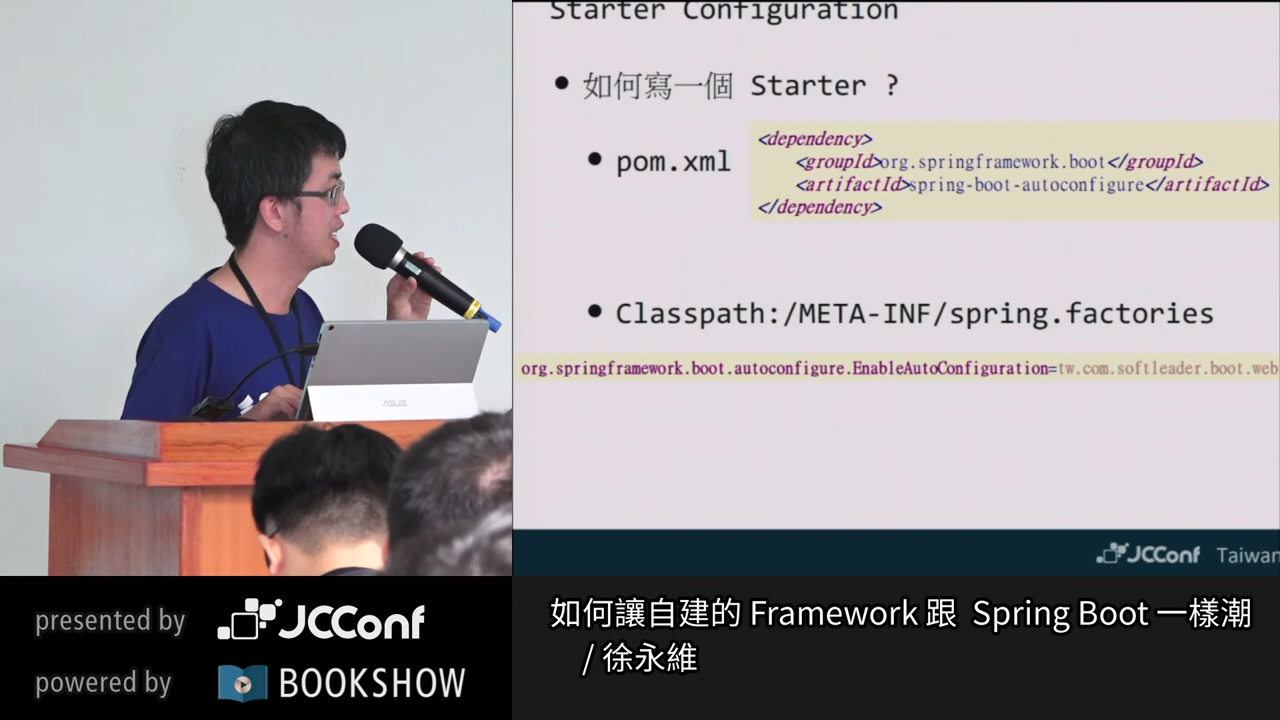 Starter Configuration
如何寫一個 Starter ?
pom.xml
<dependency>
<groupId>org.springframework.boot</groupId>
<artifactId>spring-boot-autoconfigure</artifactId>
</dependency>
Classpath:/META-INF/spring.factories
org.springframework.boot.autoconfigure.EnableAutoConfiguration=tw.com.softleader.boot.web
JCConf Taiwan
ASUS
presented by JCConf
powered by BOOKSHOW
如何讓自建的 Framework 跟 Spring Boot 一樣潮
/ 徐永維